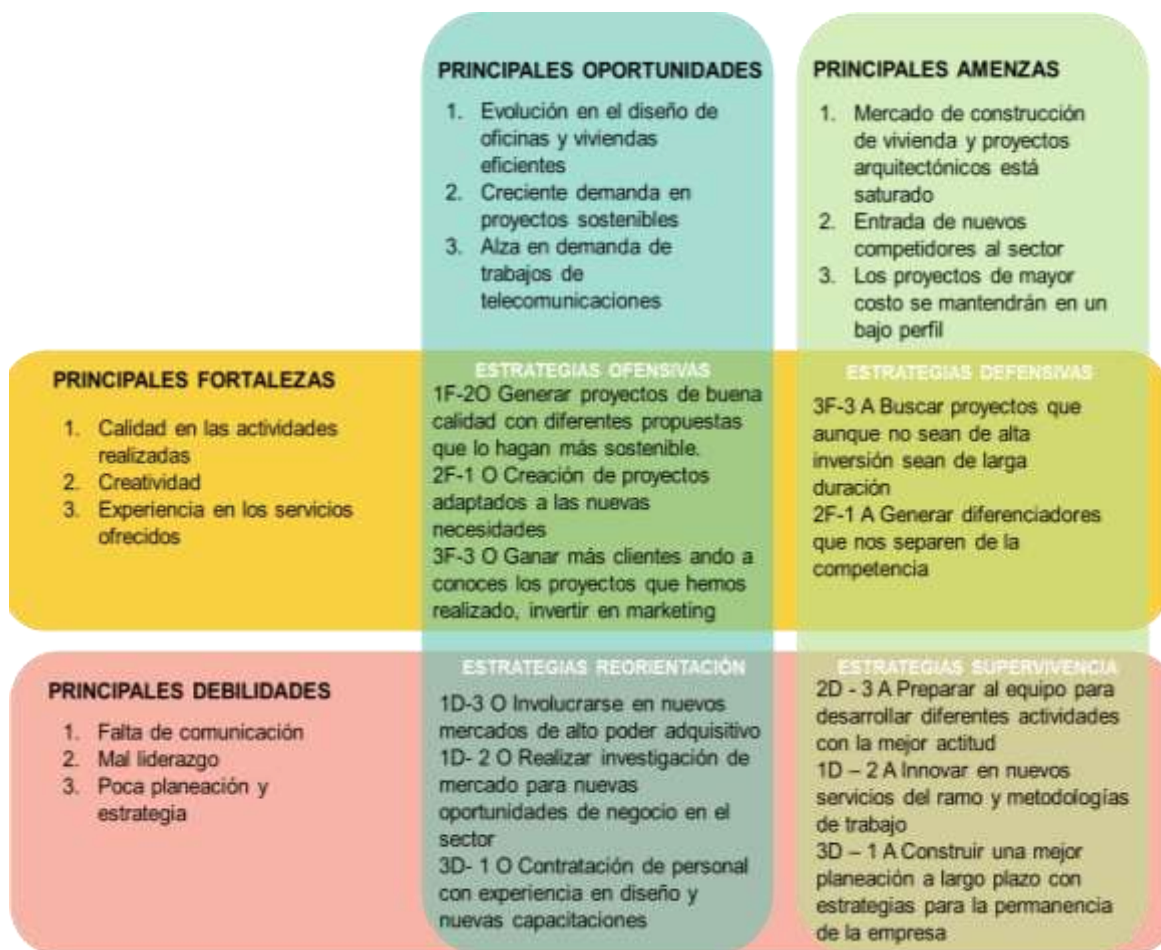 PRINCIPALES OPORTUNIDADES
1. Evolución en el diseño de
oficinas y viviendas
eficientes
2. Creciente demanda en
proyectos sostenibles
3. Alza en demanda de
trabajos de
telecomunicaciones
PRINCIPALES AMENZAS
1. Mercado de construcción
de vivienda y proyectos
arquitectónicos está
saturado
2. Entrada de nuevos
competidores al sector
3. Los proyectos de mayor
costo se mantendrán en un
bajo perfil
PRINCIPALES FORTALEZAS
1. Calidad en las actividades
realizadas
2. Creatividad
3. Experiencia en los servicios
ofrecidos
ESTRATEGIAS OFENSIVAS
1F-2O Generar proyectos de buena
calidad con diferentes propuestas
que lo hagan más sostenible.
2F-1 O Creación de proyectos
adaptados a las nuevas
necesidades
3F-3 O Ganar más clientes ando a
conoces los proyectos que hemos
realizado, invertir en marketing
ESTRATEGIAS DEFENSIVAS
3F-3 A Buscar proyectos que
aunque no sean de alta
inversión sean de larga
duración
2F-1 A Generar diferenciadores
que nos separen de la
competencia
PRINCIPALES DEBILIDADES
1. Falta de comunicación
2. Mal liderazgo
3. Poca planeación y
estrategia
ESTRATEGIAS REORIENTACIÓN
1D-3 O Involucrarse en nuevos
mercados de alto poder adquisitivo
1D- 2 O Realizar investigación de
mercado para nuevas
oportunidades de negocio en el
sector
3D- 1 O Contratación de personal
con experiencia en diseño y
nuevas capacitaciones
ESTRATEGIAS SUPERVIVENCIA
2D - 3 A Preparar al equipo para
desarrollar diferentes actividades
con la mejor actitud
1D – 2 A Innovar en nuevos
servicios del ramo y metodologías
de trabajo
3D – 1 A Construir una mejor
planeación a largo plazo con
estrategias para la permanencia
de la empresa